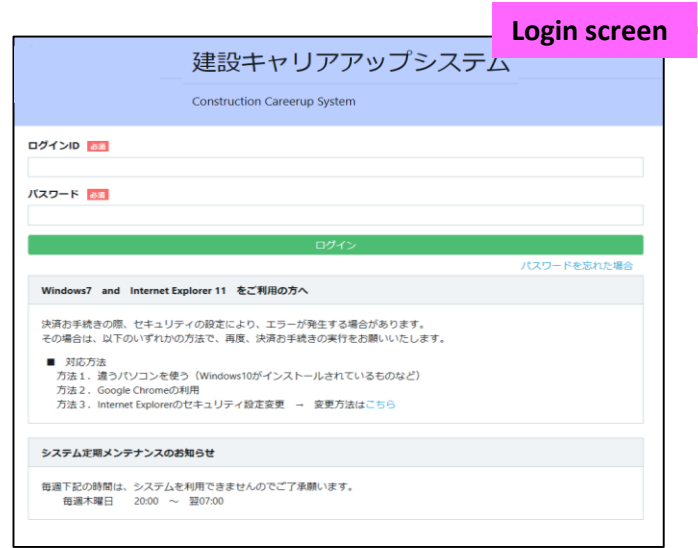 Login screen
建設キャリアアップシステム
Construction Careerup System
ログインID 必須
パスワード 必須
ログイン
パスワードを忘れた場合
Windows7 and Internet Explorer 11 をご利用の方へ
決済お手続きの際、セキュリティの設定により、エラーが発生する場合があります。
その場合は、以下のいずれかの方法で、再度、決済お手続きの実行をお願いいたします。
■ 対応方法
方法１．違うパソコンを使う（Windows10がインストールされているものなど）
方法２．Google Chromeの利用
方法３．Internet Explorerのセキュリティ設定変更 → 変更方法はこちら
システム定期メンテナンスのお知らせ
毎週下記の時間は、システムを利用できませんのでご了承願います。
毎週木曜日 20:00 ～ 翌07:00